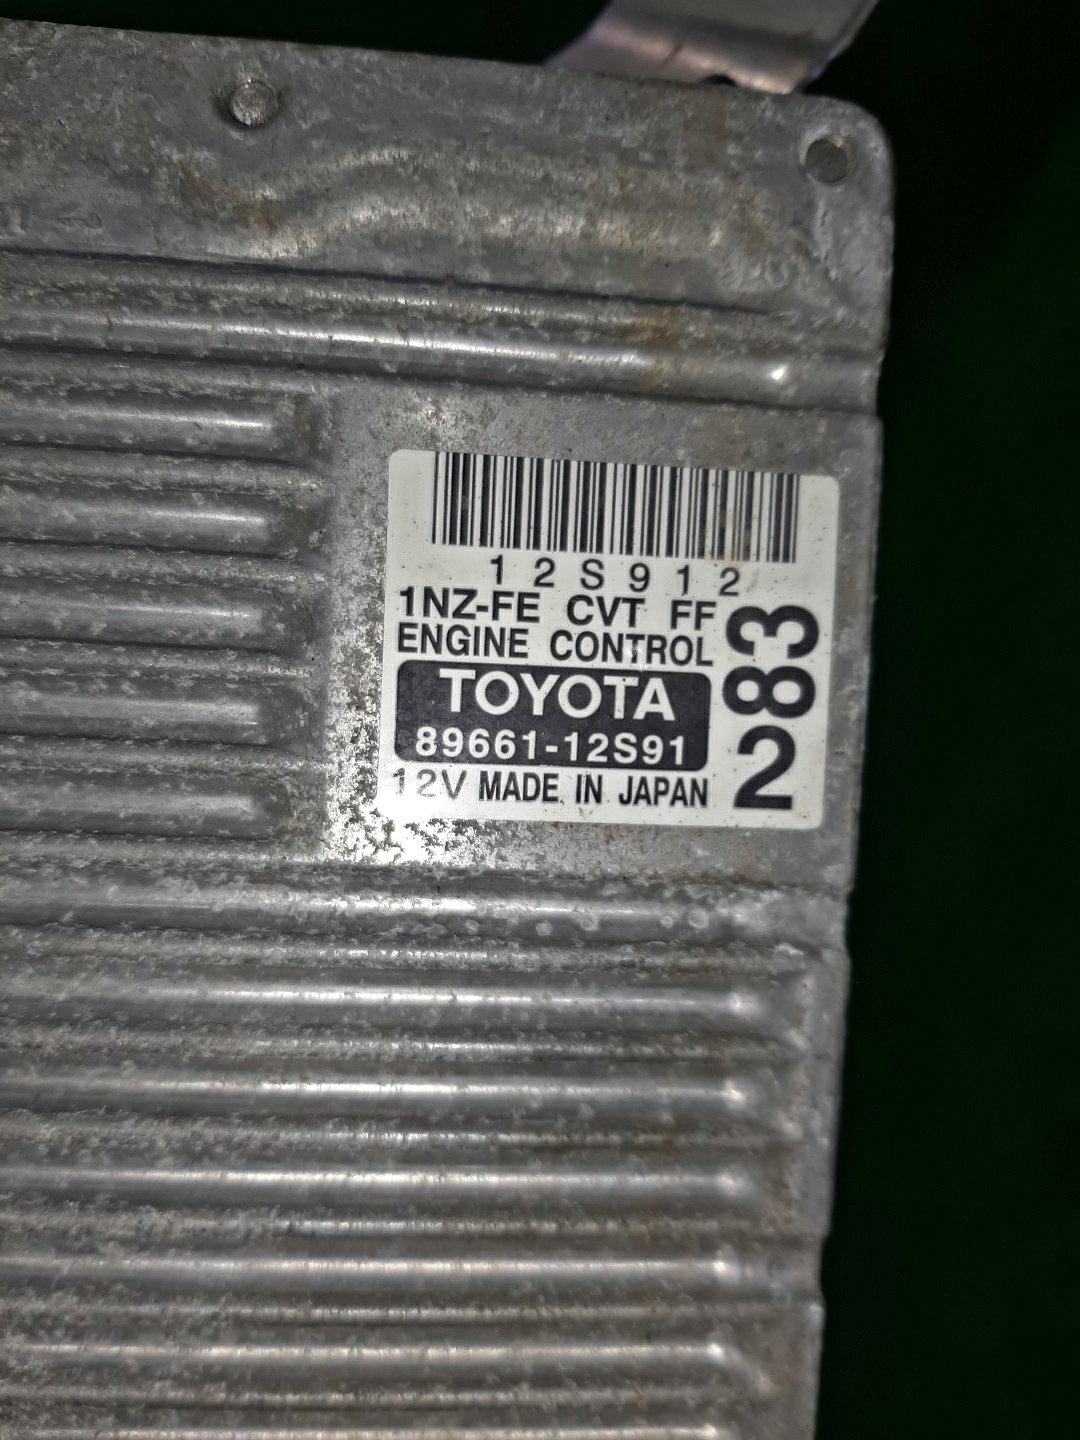 12S912
1NZ-FE CVT FF
ENGINE CONTROL
TOYOTA
89661-12S91
12V MADE IN JAPAN
283